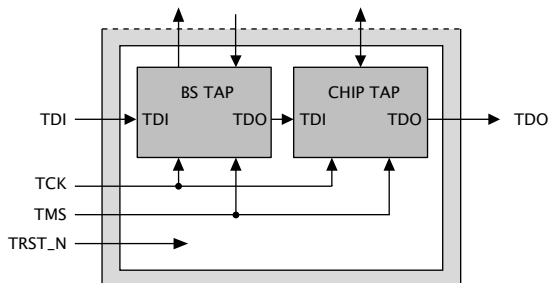 BS TAP CHIP TAP
TDI TDI TDO TDI TDO TDO
TCK
TMS
TRST_N